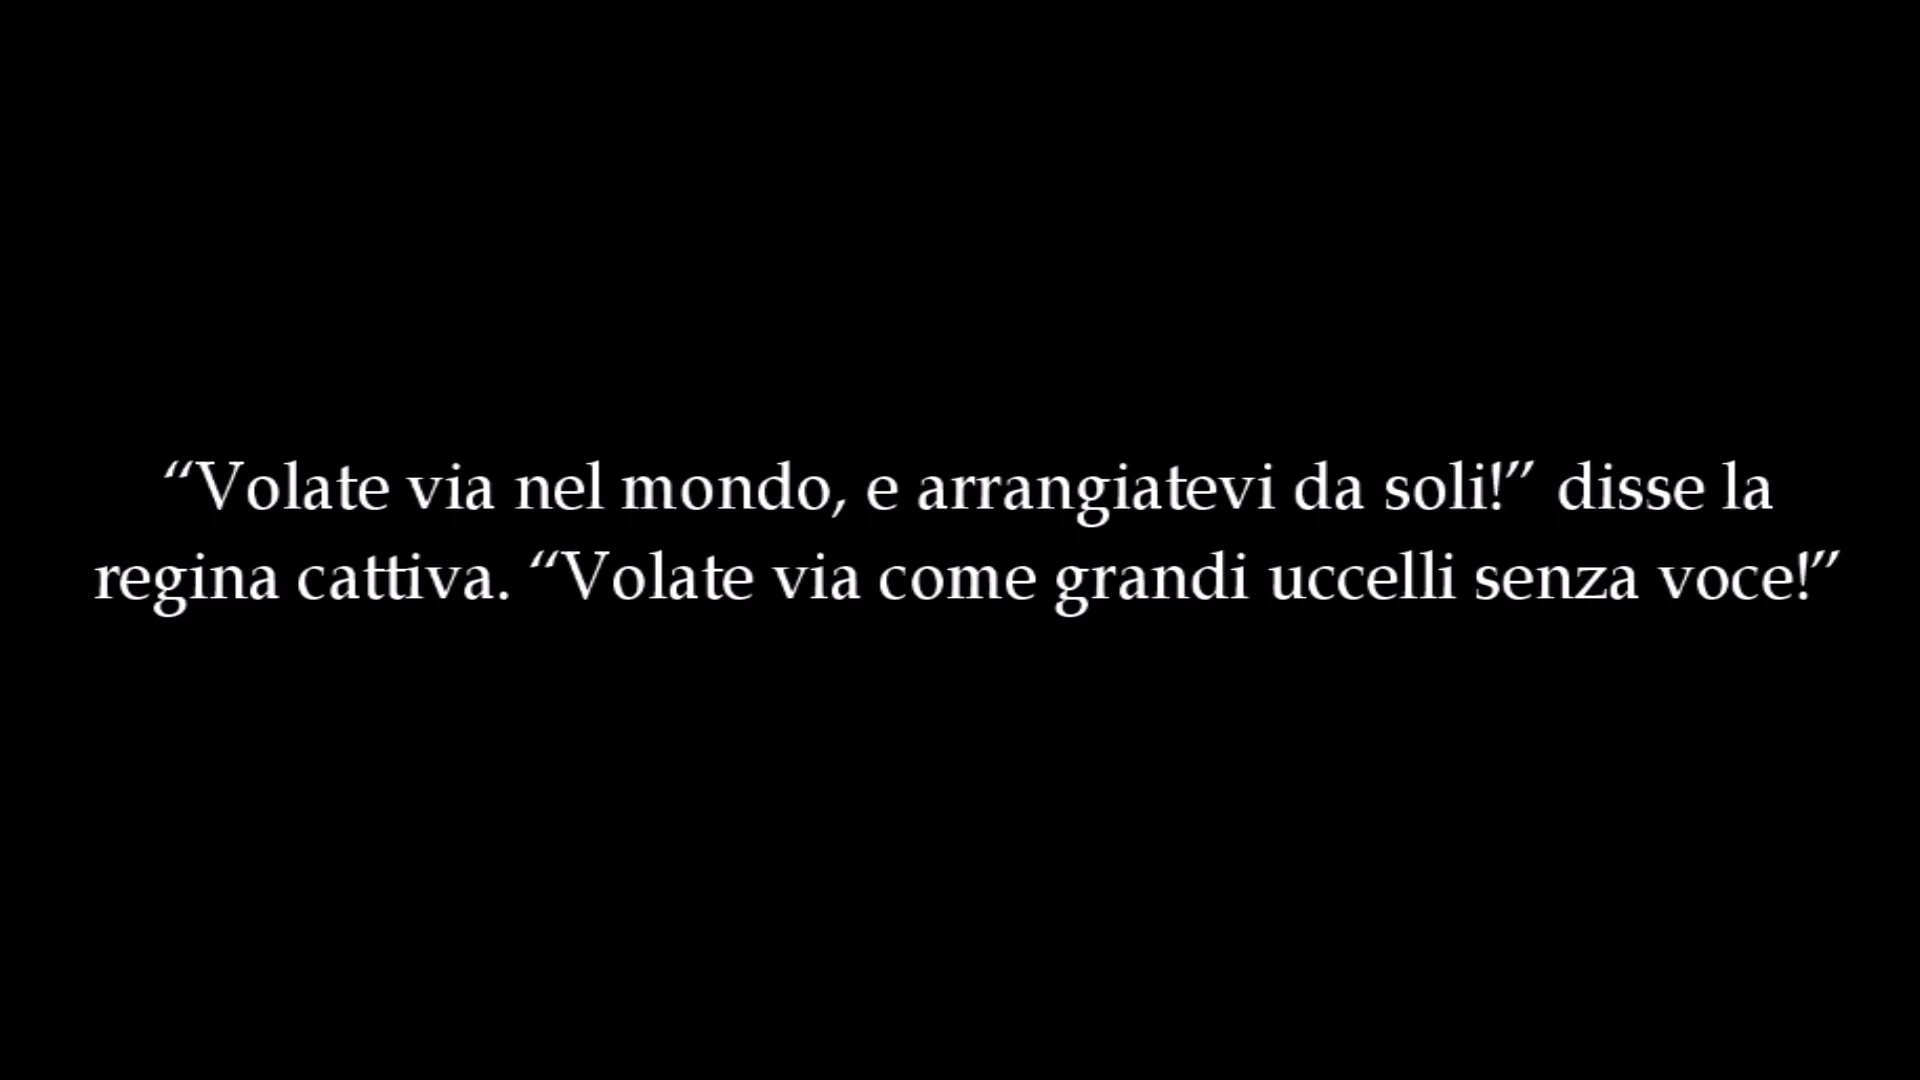 “Volate via nel mondo, e arrangiatevi da soli!” disse la
regina cattiva. “Volate via come grandi uccelli senza voce!”